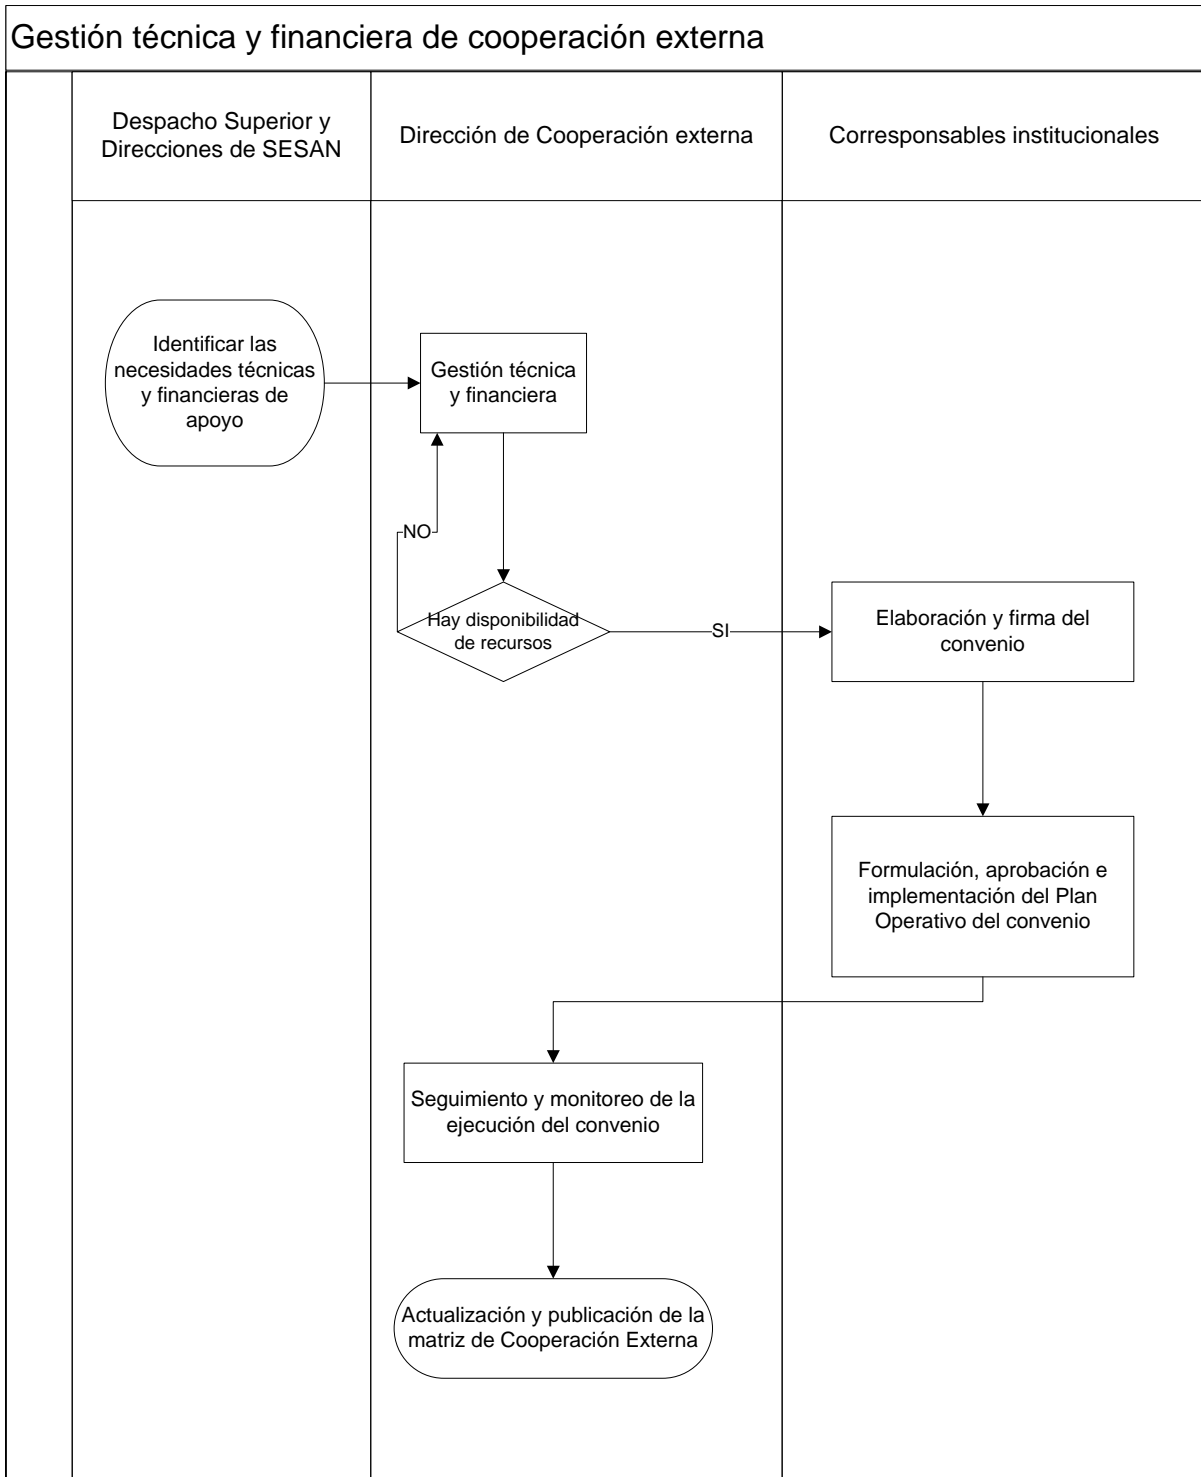 Gestión técnica y financiera de cooperación externa
Despacho Superior y
Direcciones de SESAN
Dirección de Cooperación externa
Corresponsables institucionales
Identificar las
necesidades técnicas
y financieras de
apoyo
Gestión técnica
y financiera
NO
Hay disponibilidad
de recursos
SI
Elaboración y firma del
convenio
Formulación, aprobación e
implementación del Plan
Operativo del convenio
Seguimiento y monitoreo de la
ejecución del convenio
Actualización y publicación de la
matriz de Cooperación Externa